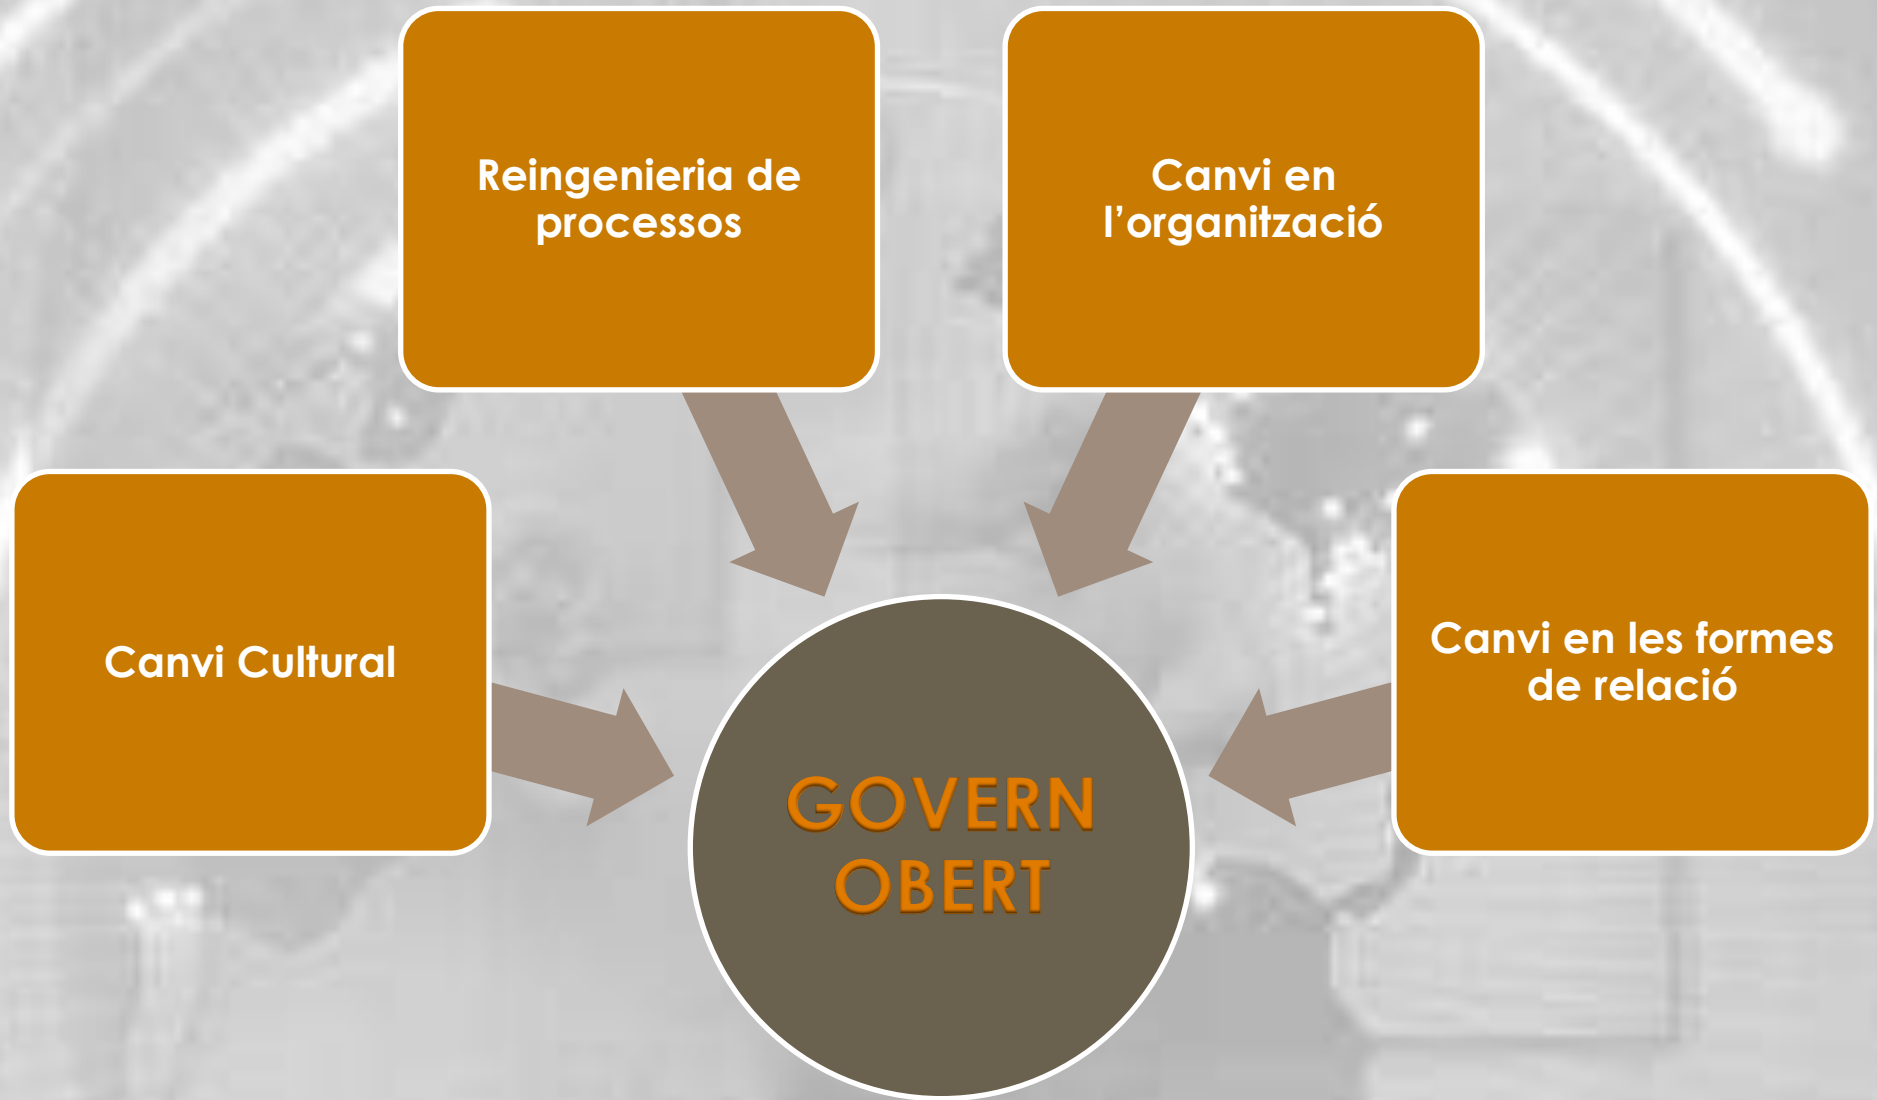 Reingenieria de
processos
Canvi en
l’organització
Canvi Cultural
Canvi en les formes
de relació
GOVERN
OBERT